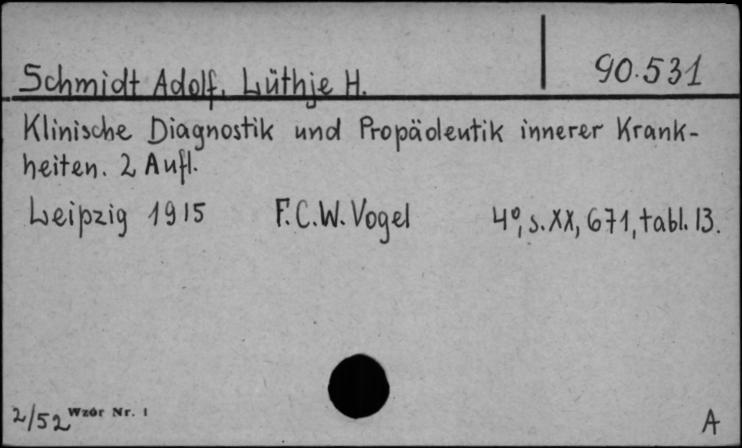 90.531
Schmidt Adolf, Lüthje H.
Klinische Diagnostik und Propädeutik innerer Krank-
heiten. 2 Aufl.
Leipzig 1915 F.C.W. Vogel 4°, s. XX, 671, tabl. 13.
2/52 Wzór Nr. 1
A